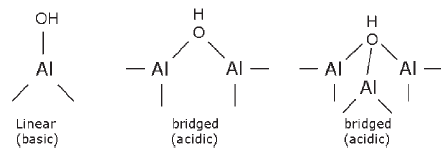 OH
Al
Linear
(basic)
H
O
Al Al
bridged
(acidic)
H
O
Al Al
Al
bridged
(acidic)